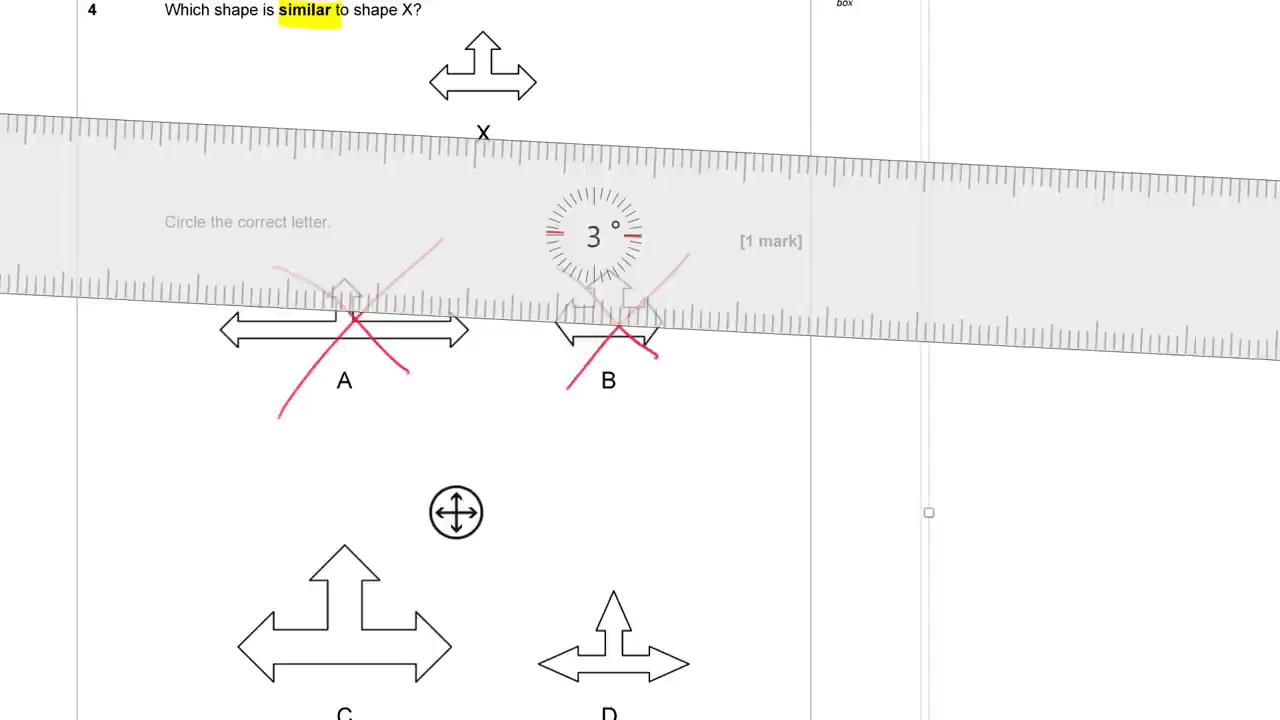 box
4 Which shape is similar to shape X?
X
Circle the correct letter.
3°
[1 mark]
A B
C D